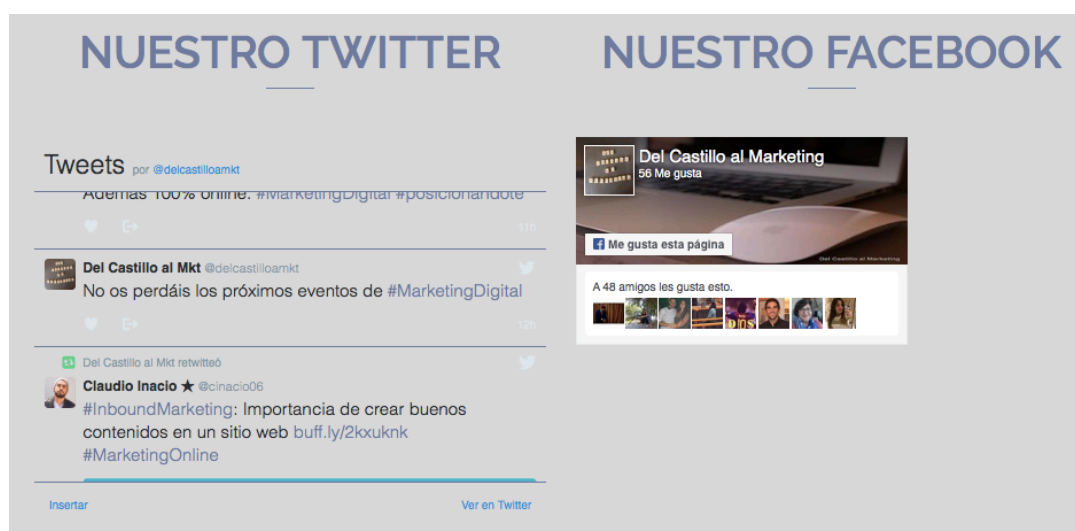 NUESTRO TWITTER
Tweets por @delcastilloamkt
Además 100% online. #MarketingDigital #posicionandote
11h
Del Castillo al Mkt @delcastilloamkt
No os perdáis los próximos eventos de #MarketingDigital
12h
Del Castillo al Mkt retwitteó
Claudio Inacio ★ @cinacio06
#InboundMarketing: Importancia de crear buenos
contenidos en un sitio web buff.ly/2kxuknk
#MarketingOnline
Insertar
Ver en Twitter
NUESTRO FACEBOOK
Del Castillo al Marketing
56 Me gusta
Me gusta esta página
Del Castillo al Marketing
A 48 amigos les gusta esto.